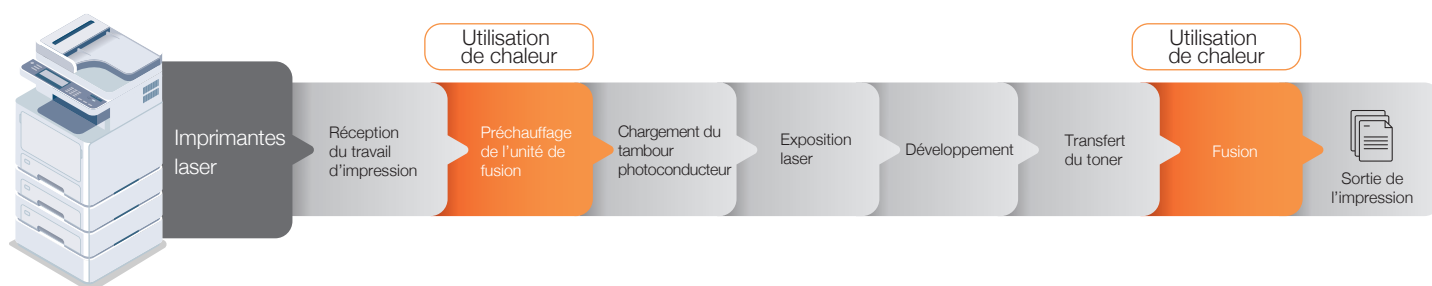 Utilisation
de chaleur
Utilisation
de chaleur
Imprimantes
laser
Réception
du travail
d’impression
Préchauffage
de l’unité de
fusion
Chargement du
tambour
photoconducteur
Exposition
laser
Développement
Transfert
du toner
Fusion
Sortie de
l’impression